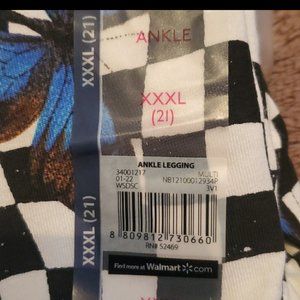 XXXL (21)
ANKLE
XXXL
(21)
ANKLE LEGGING
34001217 MULTI
01-22 NB12100012934P
WSDSC 3V1
8 809812 730660
RN# 52469
Find more at Walmart.com
XXXL (21)